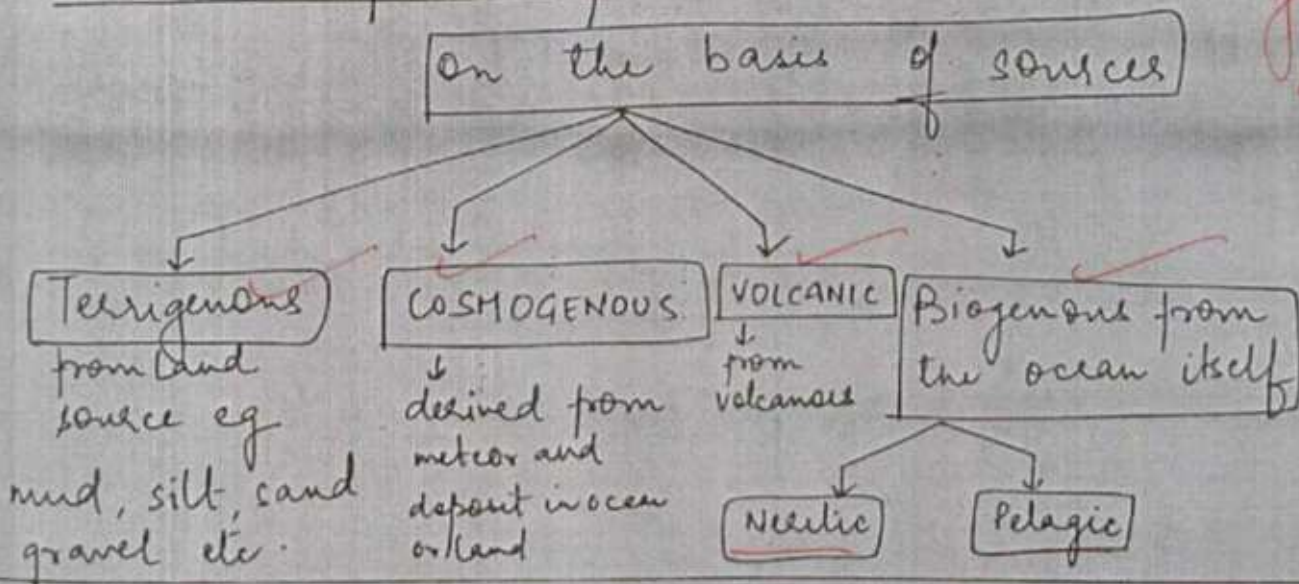 on the basis of sources
Terrigenous
from land
source eg
mud, silt, sand
gravel etc.
COSMOGENOUS
derived from
meteor and
deposit in ocean
or land
VOLCANIC
from
volcanoes
Biogenous from
the ocean itself
Neritic
Pelagic